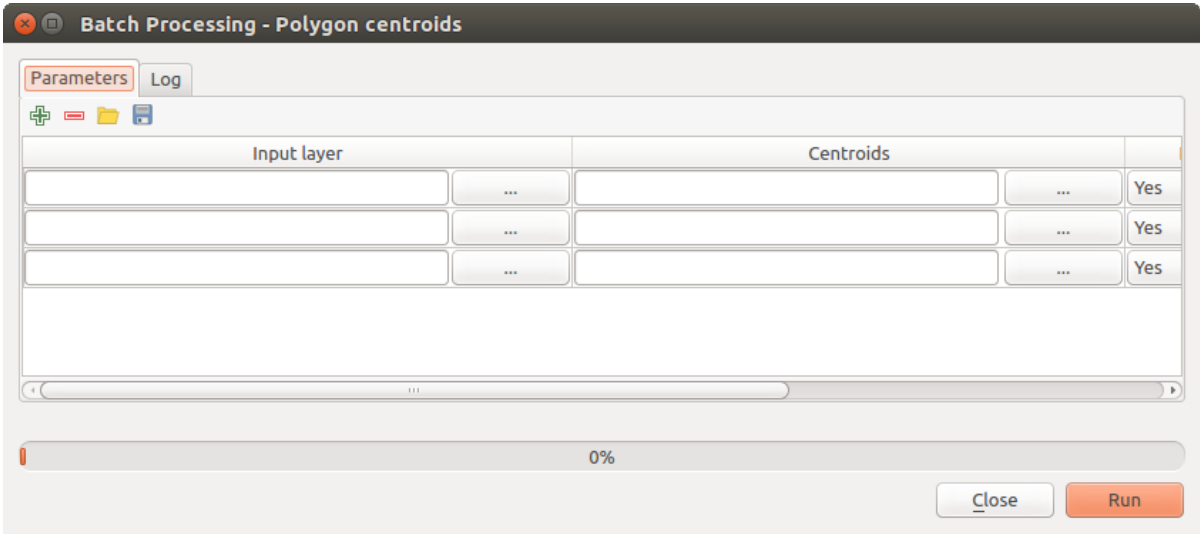 Batch Processing - Polygon centroids
Parameters Log
Input layer Centroids
... ... Yes
... ... Yes
... ... Yes
0%
Close Run